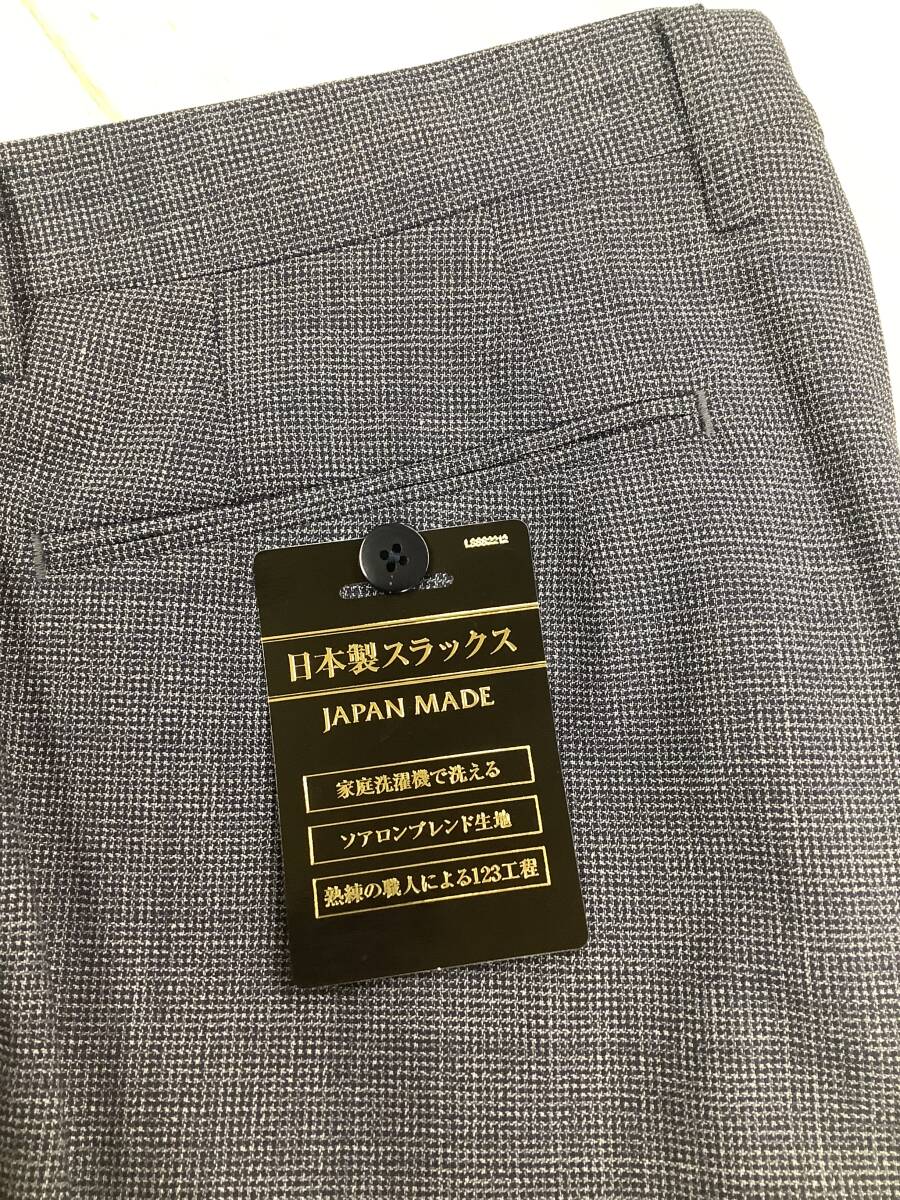 LSSS2212
日本製スラックス
JAPAN MADE
家庭洗濯機で洗える
ソアロンブレンド生地
熟練の職人による123工程